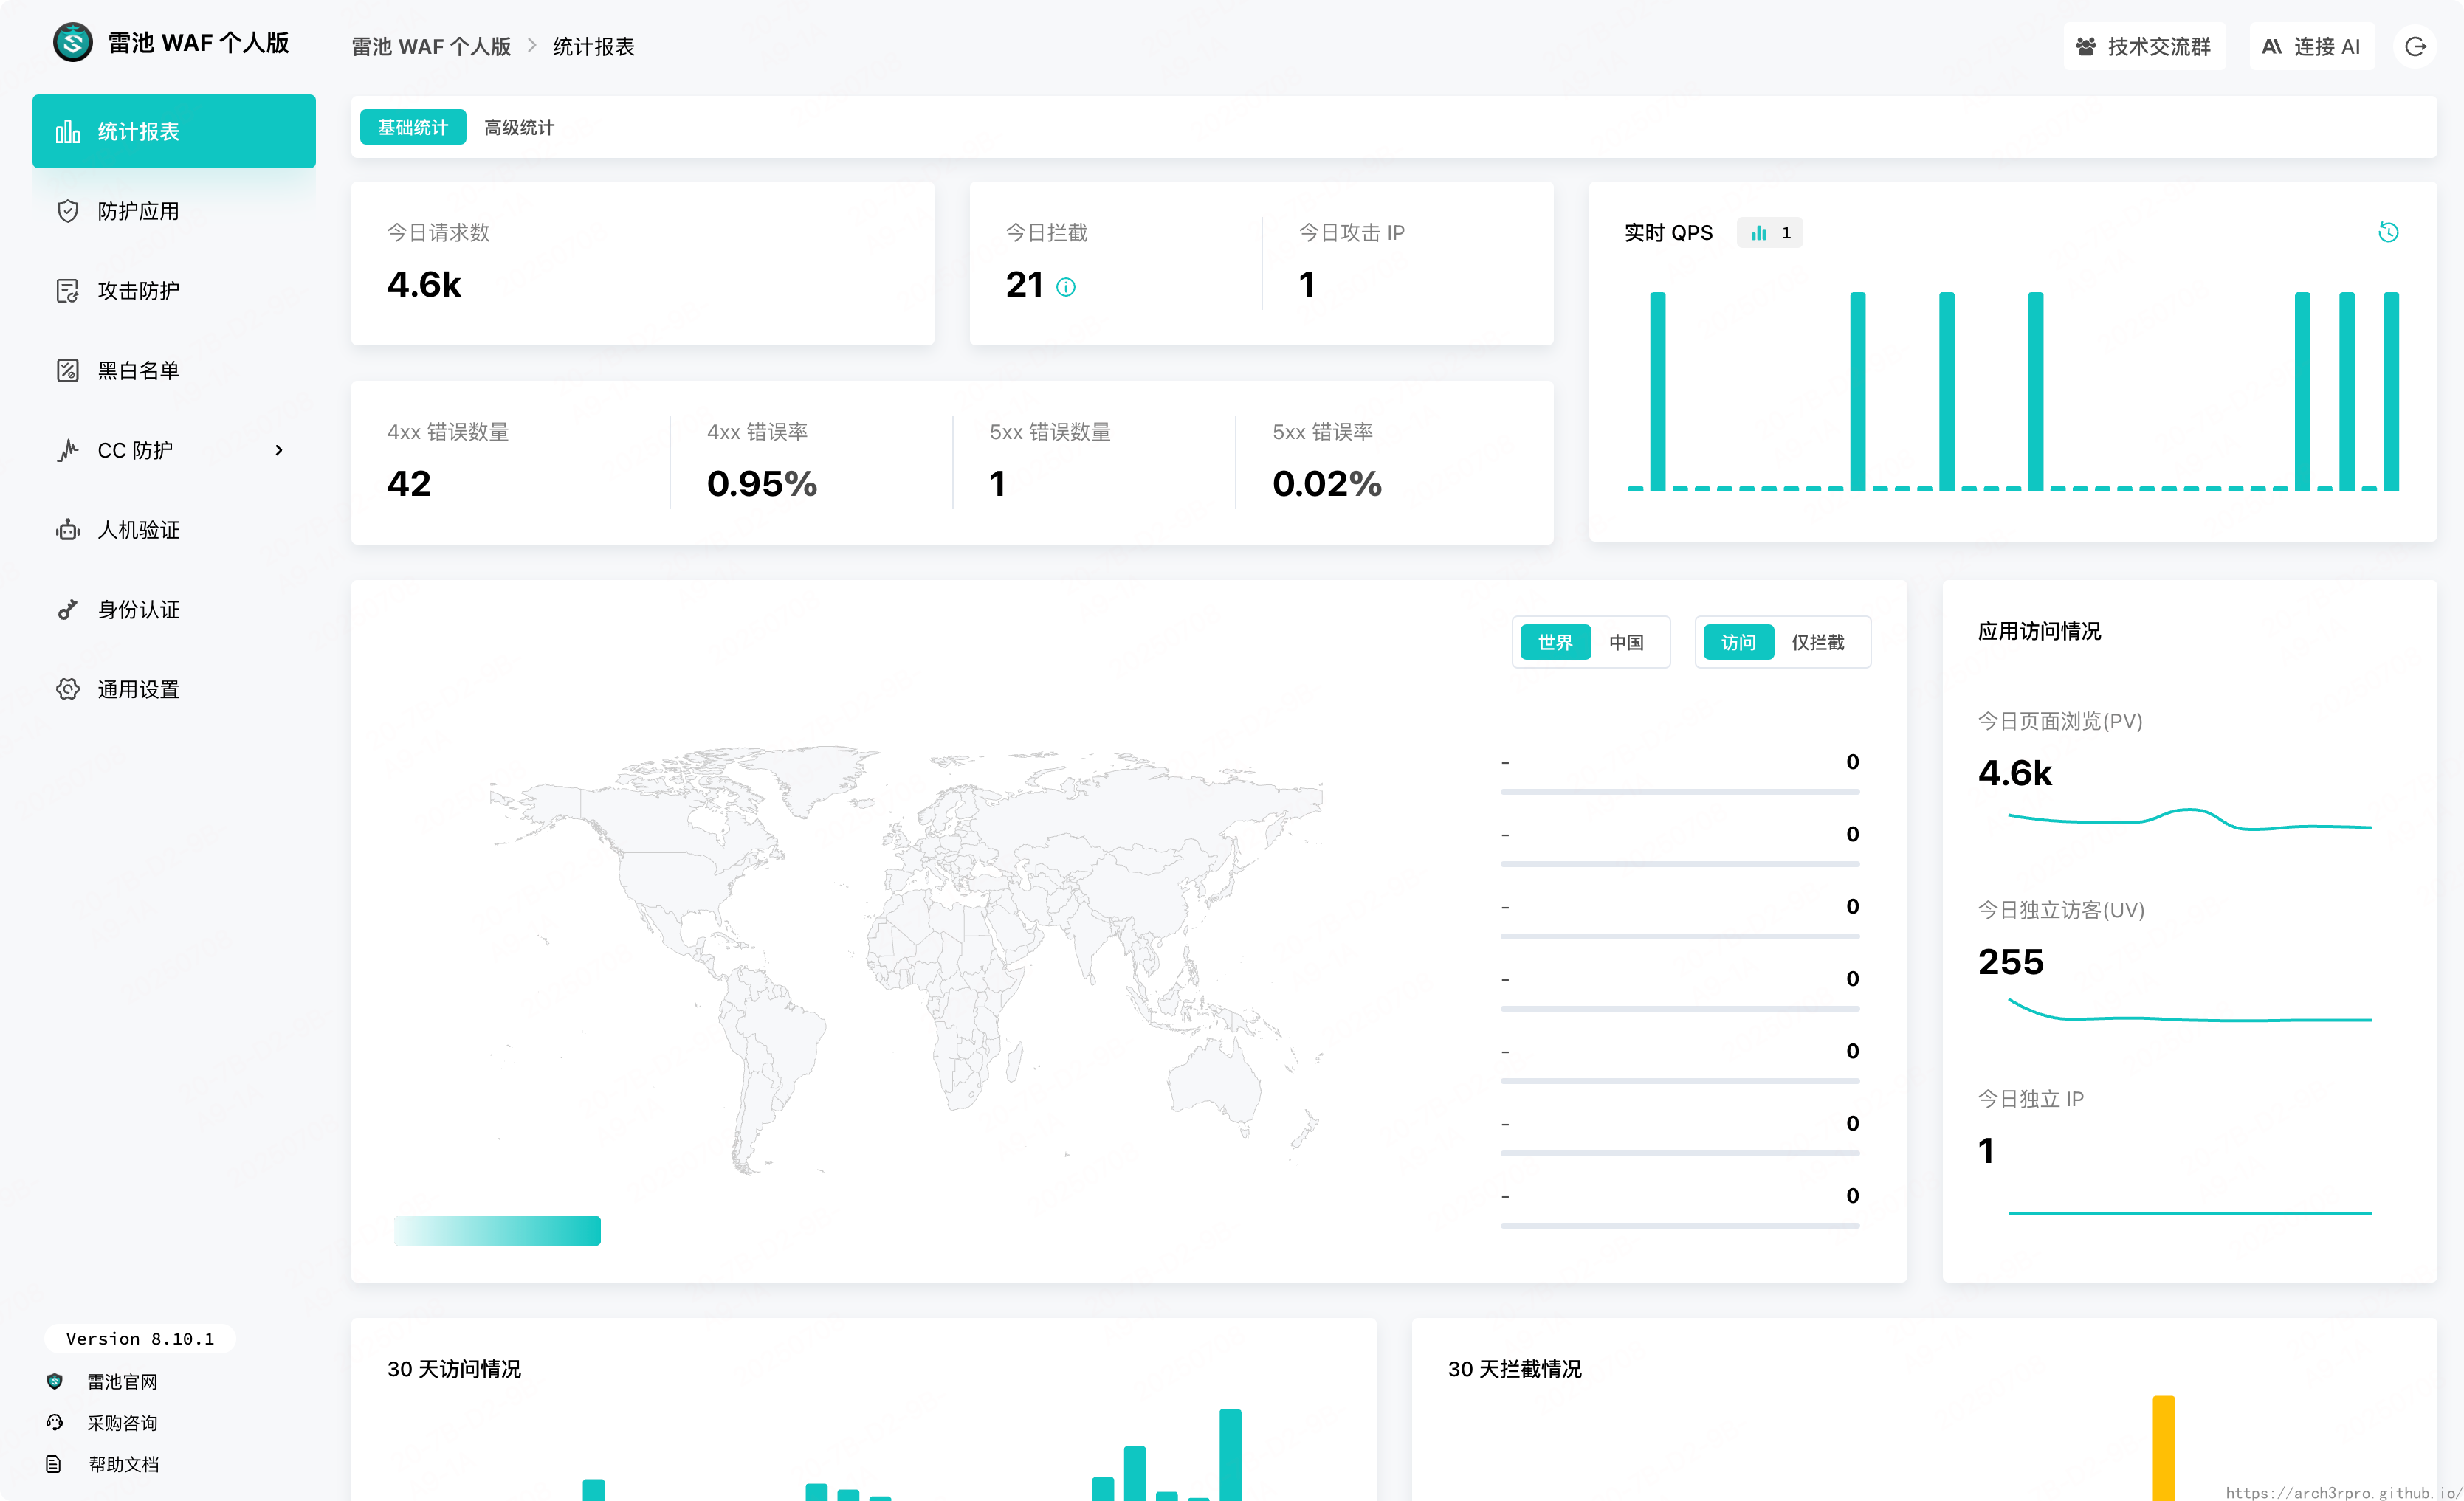 雷池 WAF 个人版
雷池 WAF 个人版 > 统计报表
技术交流群
连接 AI
统计报表
防护应用
攻击防护
黑白名单
CC 防护
人机验证
身份认证
通用设置
Version 8.10.1
雷池官网
采购咨询
帮助文档
基础统计 高级统计
今日请求数
4.6k
今日拦截
21
今日攻击 IP
1
实时 QPS 1
4xx 错误数量
42
4xx 错误率
0.95%
5xx 错误数量
1
5xx 错误率
0.02%
世界 中国
访问 仅拦截
- 0
- 0
- 0
- 0
- 0
- 0
- 0
应用访问情况
今日页面浏览(PV)
4.6k
今日独立访客(UV)
255
今日独立 IP
1
30 天访问情况
30 天拦截情况
https://arch3rpro.github.io/